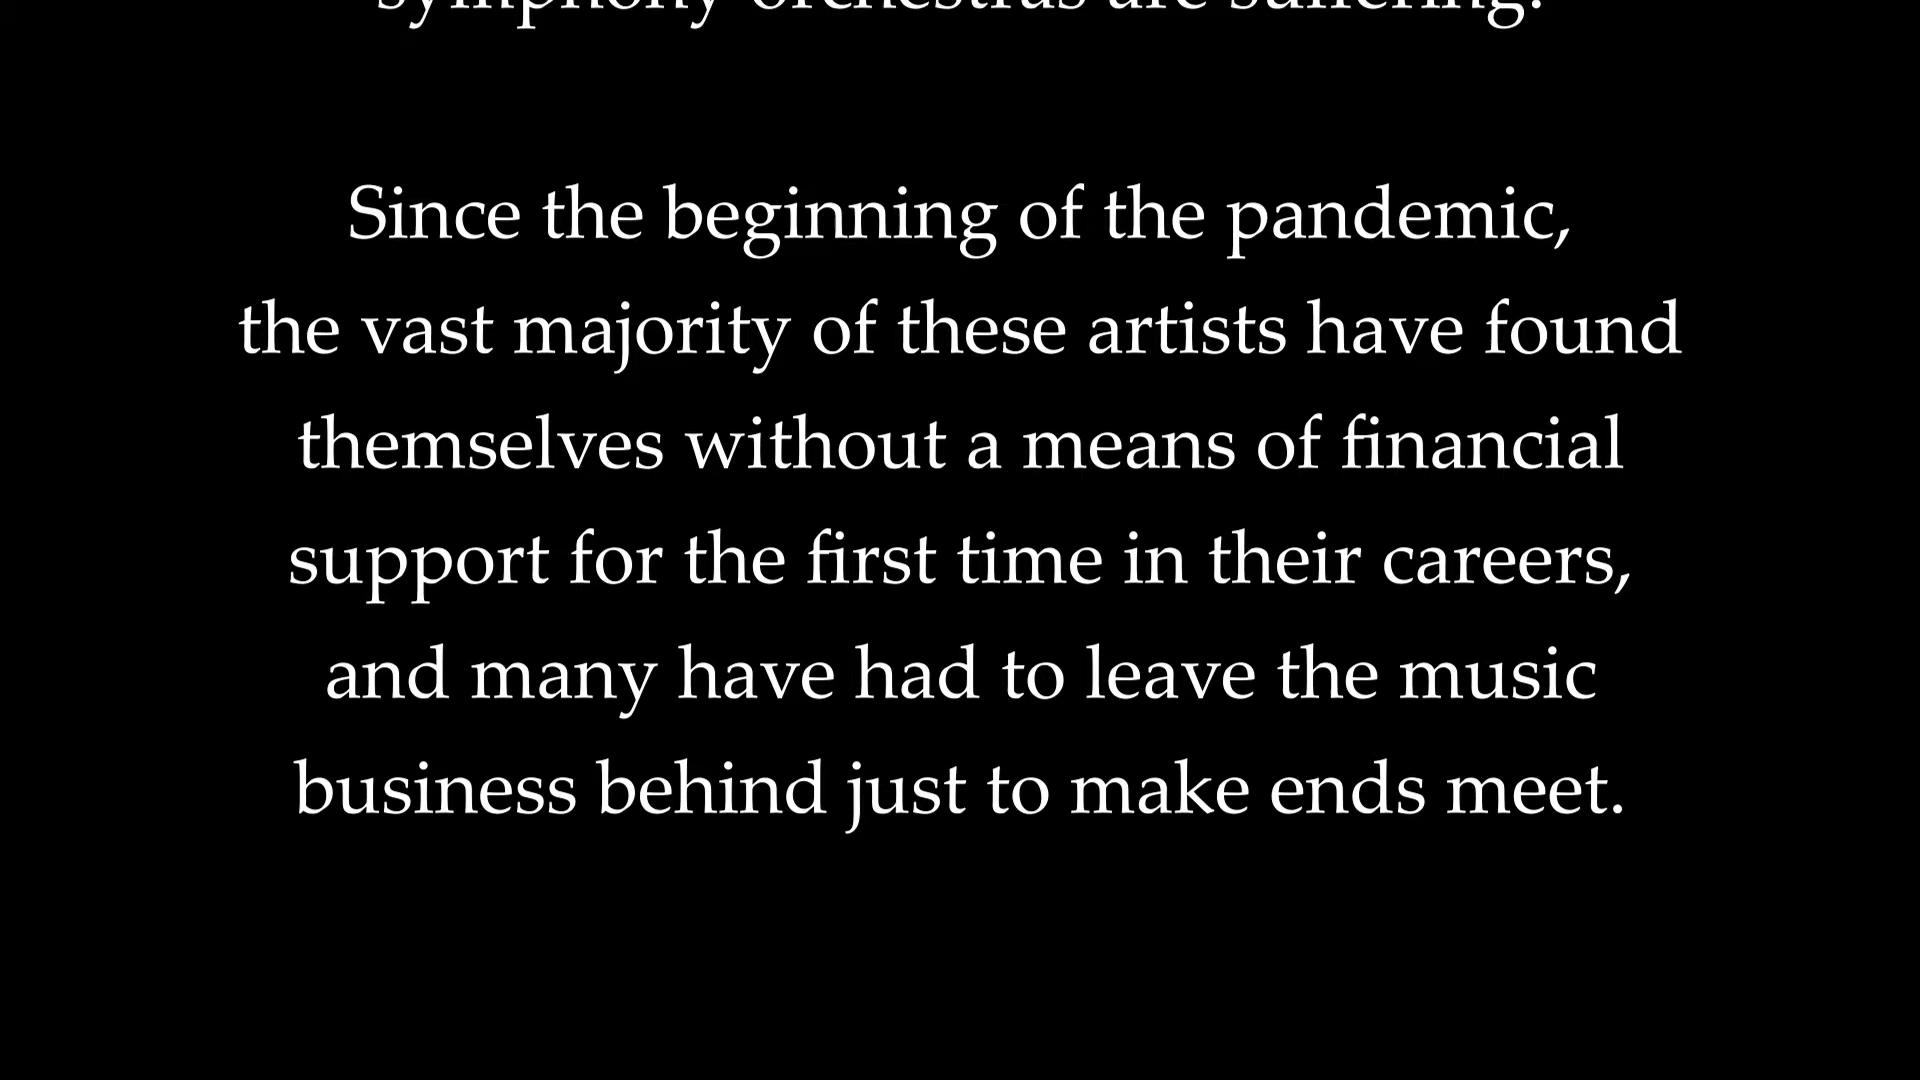 symphony orchestras are suffering.
Since the beginning of the pandemic,
the vast majority of these artists have found
themselves without a means of financial
support for the first time in their careers,
and many have had to leave the music
business behind just to make ends meet.